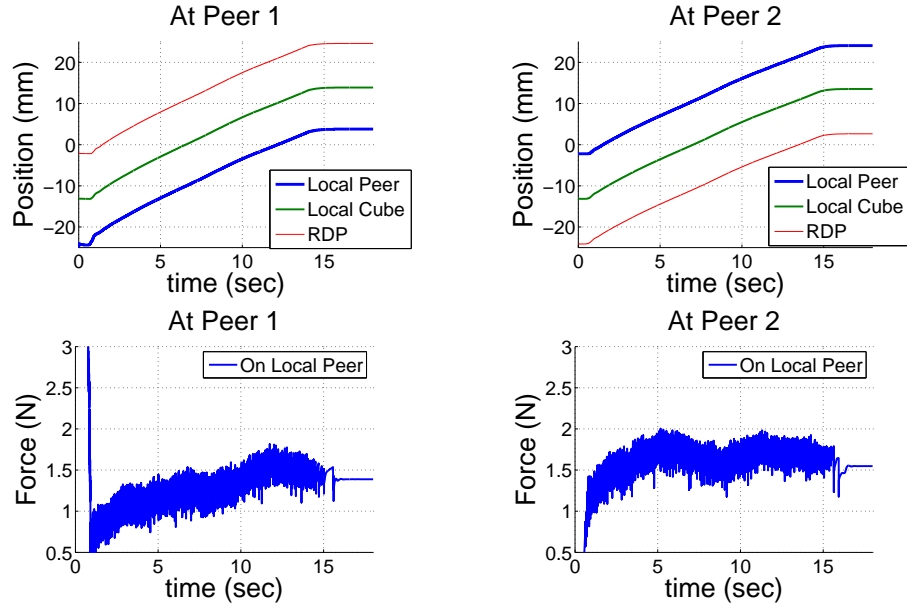 At Peer 1
Position (mm)
20
10
0
−10
−20
0
5
10
15
time (sec)
Local Peer
Local Cube
RDP
At Peer 2
Position (mm)
20
10
0
−10
−20
0
5
10
15
time (sec)
Local Peer
Local Cube
RDP
At Peer 1
Force (N)
3
2.5
2
1.5
1
0.5
0
5
10
15
time (sec)
On Local Peer
At Peer 2
Force (N)
3
2.5
2
1.5
1
0.5
0
5
10
15
time (sec)
On Local Peer